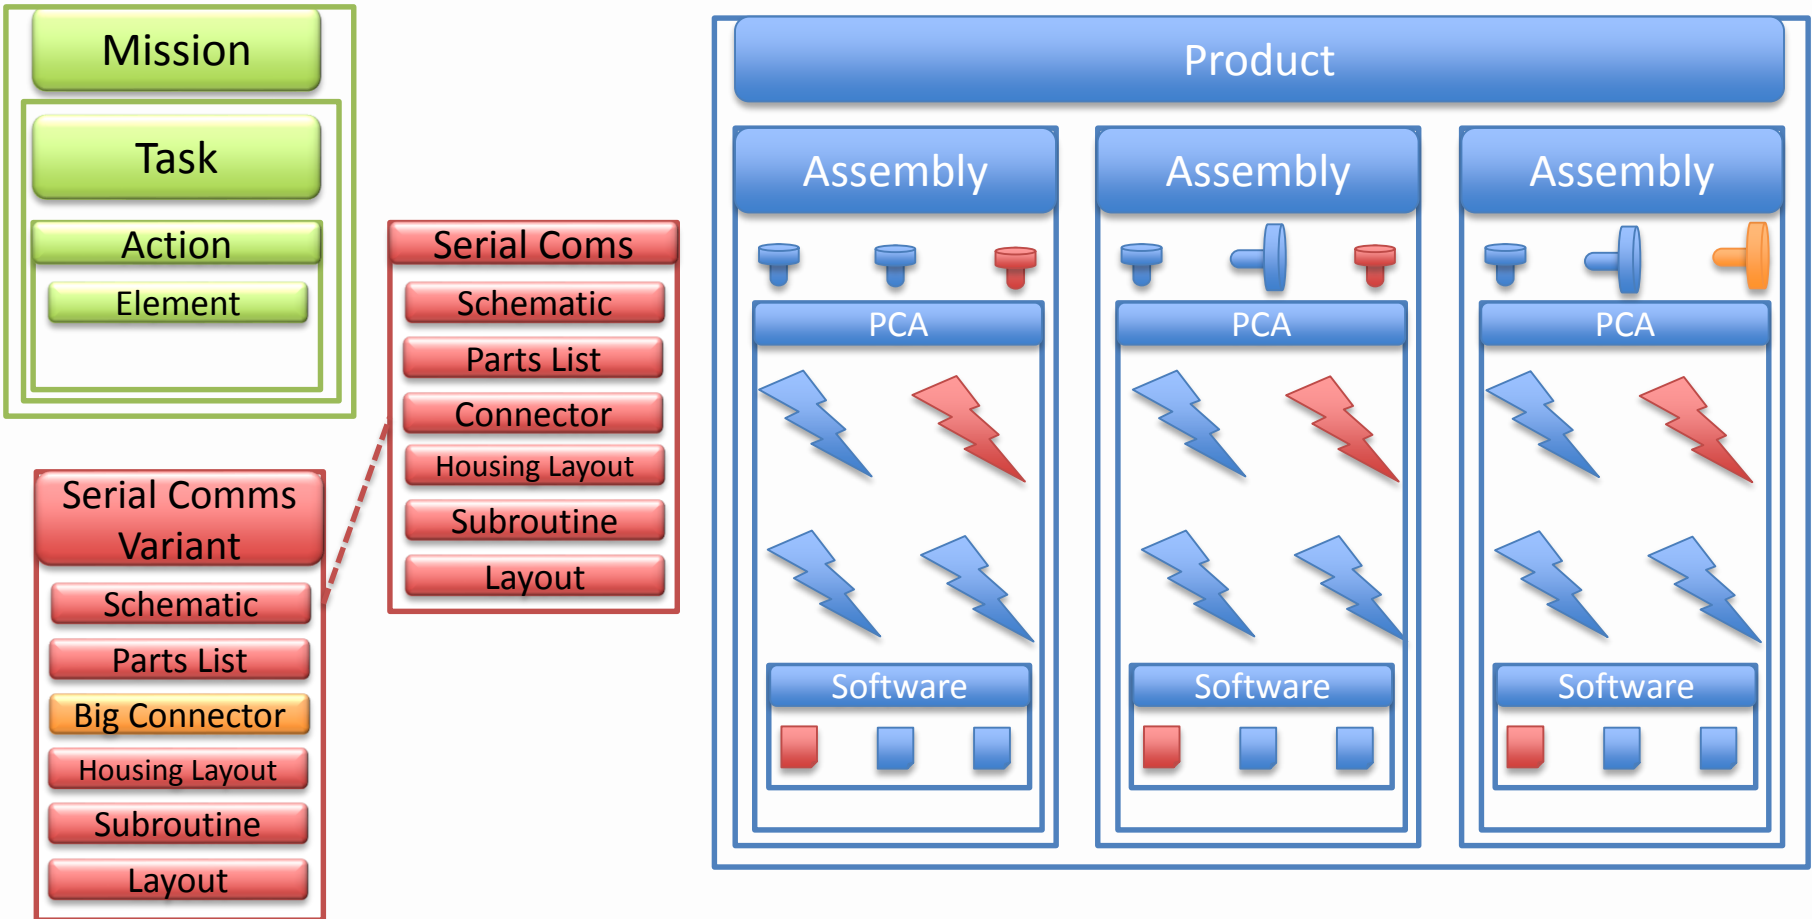 Mission
Task
Action
Element
Serial Comms
Variant
Schematic
Parts List
Big Connector
Housing Layout
Subroutine
Layout
Serial Coms
Schematic
Parts List
Connector
Housing Layout
Subroutine
Layout
Product
Assembly
PCA
Software
Assembly
PCA
Software
Assembly
PCA
Software